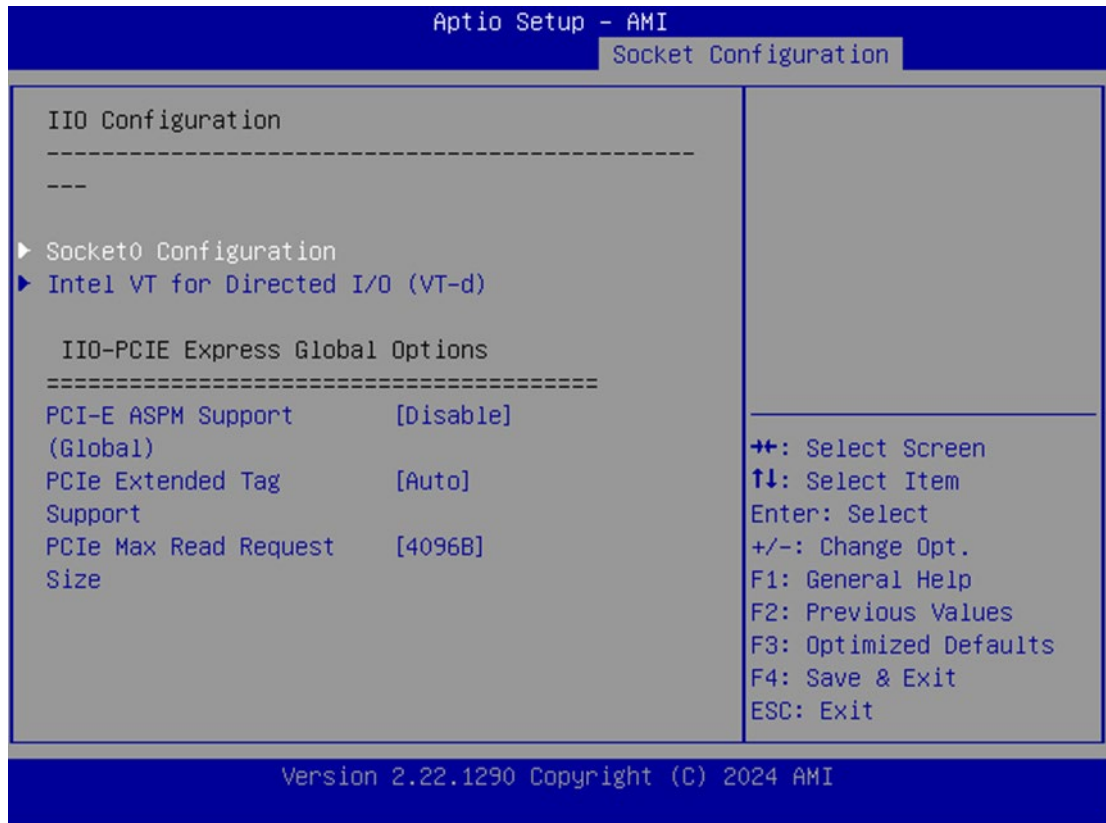 Aptio Setup – AMI
Socket Configuration
IIO Configuration
-----------------------------------------------
---
Socket0 Configuration
Intel VT for Directed I/O (VT-d)
IIO-PCIE Express Global Options
========================================
PCI-E ASPM Support [Disable]
(Global)
PCIe Extended Tag [Auto]
Support
PCIe Max Read Request [4096B]
Size
→←: Select Screen
↑↓: Select Item
Enter: Select
+/-: Change Opt.
F1: General Help
F2: Previous Values
F3: Optimized Defaults
F4: Save & Exit
ESC: Exit
Version 2.22.1290 Copyright (C) 2024 AMI